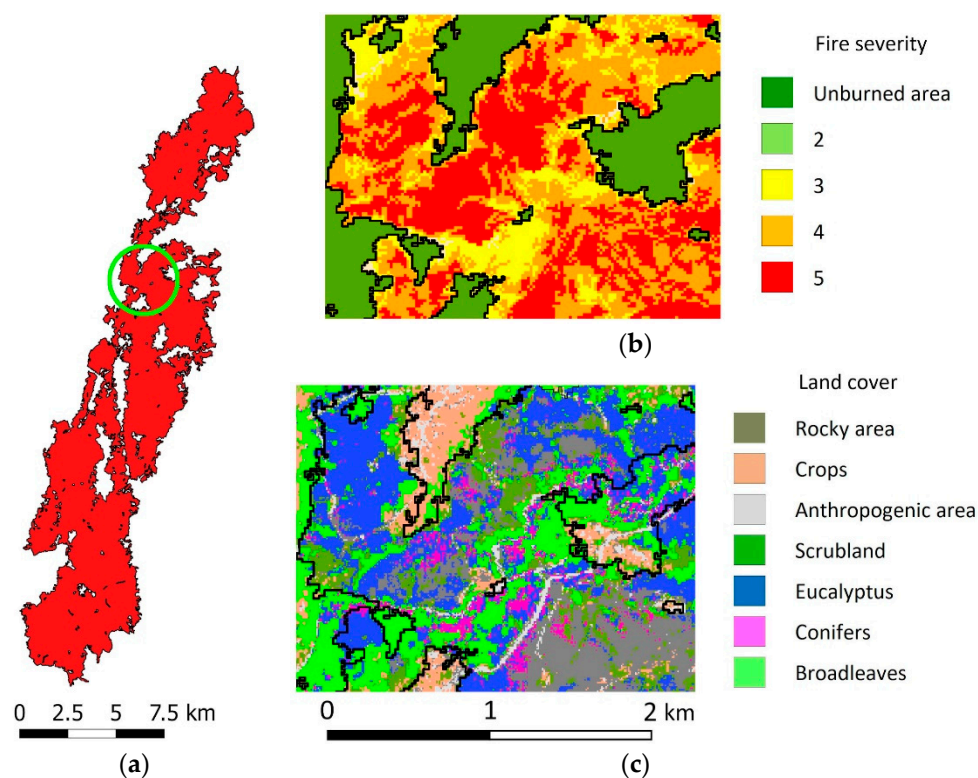 0 2.5 5 7.5 km
(a)
Fire severity
Unburned area
2
3
4
5
(b)
Land cover
Rocky area
Crops
Anthropogenic area
Scrubland
Eucalyptus
Conifers
Broadleaves
0 1 2 km
(c)